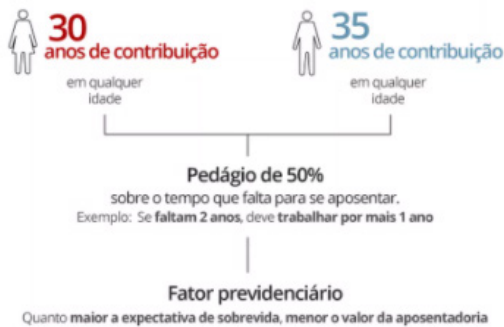 30
anos de contribuição
em qualquer
idade
35
anos de contribuição
em qualquer
idade
Pedágio de 50%
sobre o tempo que falta para se aposentar.
Exemplo: Se faltam 2 anos, deve trabalhar por mais 1 ano
Fator previdenciário
Quanto maior a expectativa de sobrevida, menor o valor da aposentadoria